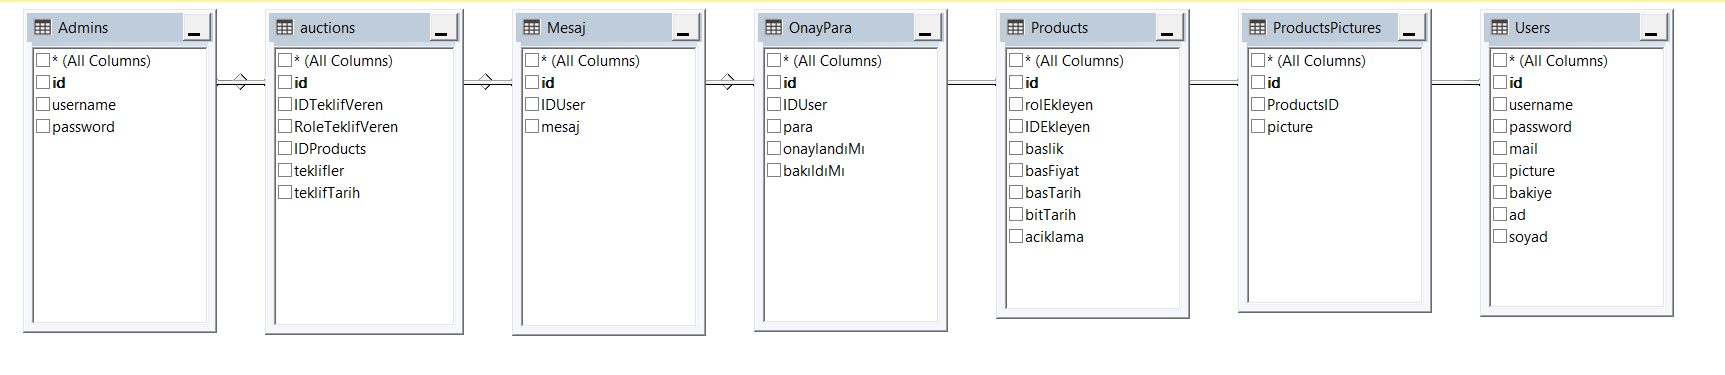 Admins
* (All Columns)
id
username
password
auctions
* (All Columns)
id
IDTeklifVeren
RoleTeklifVeren
IDProducts
teklifler
teklifTarih
Mesaj
* (All Columns)
id
IDUser
mesaj
OnayPara
* (All Columns)
id
IDUser
para
onaylandıMı
bakıldıMı
Products
* (All Columns)
id
rolEkleyen
IDEkleyen
baslik
basFiyat
basTarih
bitTarih
aciklama
ProductsPictures
* (All Columns)
id
ProductsID
picture
Users
* (All Columns)
id
username
password
mail
picture
bakiye
ad
soyad